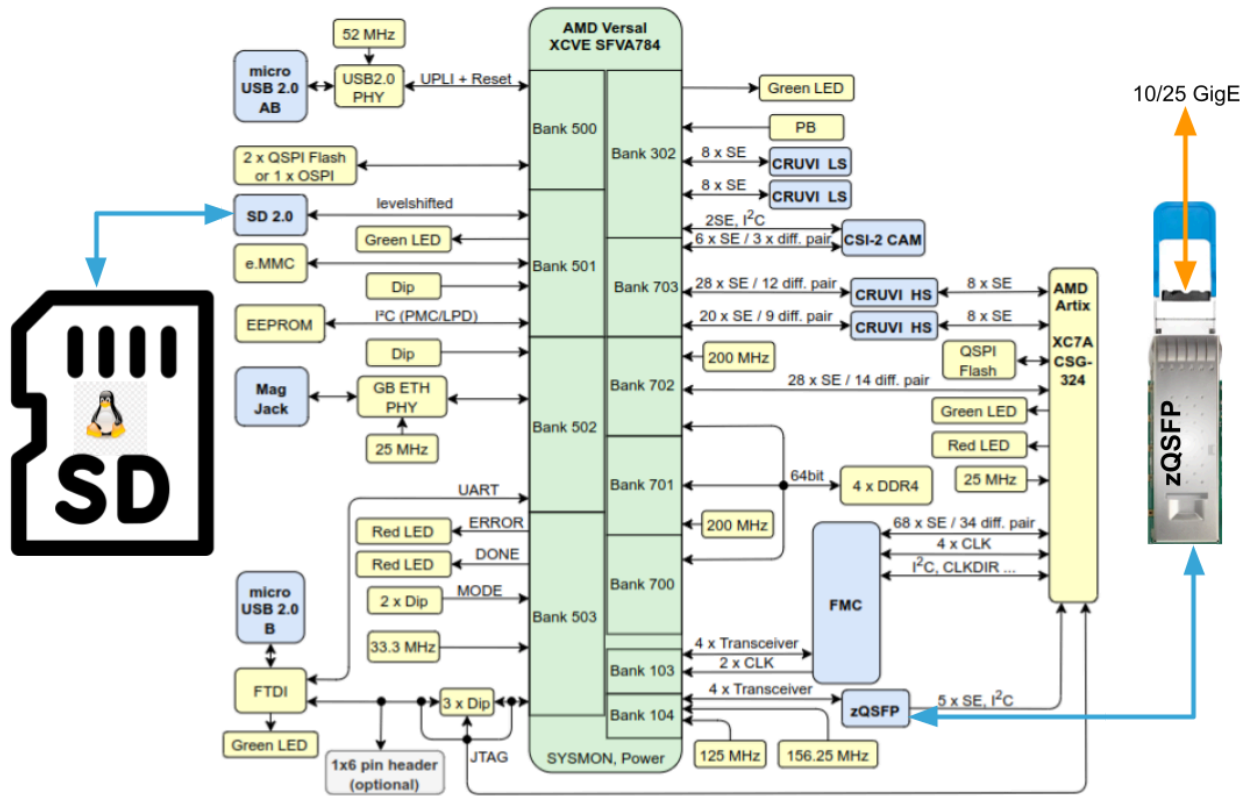 AMD Versal
XCVE SFVA784
52 MHz
micro
USB 2.0
AB
USB2.0
PHY
UPLI + Reset
Bank 500
Bank 302
Green LED
PB
8 x SE
CRUVI LS
8 x SE
CRUVI LS
10/25 GigE
2 x QSPI Flash
or 1 x OSPI
SD 2.0
levelshifted
Green LED
e.MMC
Bank 501
Dip
EEPROM
I²C (PMC/LPD)
2SE, I²C
6 x SE / 3 x diff. pair
CSI-2 CAM
Bank 703
28 x SE / 12 diff. pair
CRUVI HS
8 x SE
20 x SE / 9 diff. pair
CRUVI HS
8 x SE
AMD
Artix
XC7A
CSG-
324
Dip
Mag
Jack
GB ETH
PHY
25 MHz
Bank 502
Bank 702
200 MHz
QSPI
Flash
28 x SE / 14 diff. pair
Green LED
Red LED
25 MHz
SD
zQSFP
UART
Bank 701
64bit
4 x DDR4
200 MHz
Red LED
ERROR
Red LED
DONE
2 x Dip
MODE
33.3 MHz
Bank 503
Bank 700
68 x SE / 34 diff. pair
4 x CLK
I²C, CLKDIR ...
FMC
micro
USB 2.0
B
FTDI
Green LED
3 x Dip
1x6 pin header
(optional)
JTAG
Bank 103
4 x Transceiver
2 x CLK
Bank 104
4 x Transceiver
zQSFP
5 x SE, I²C
125 MHz
156.25 MHz
SYSMON, Power